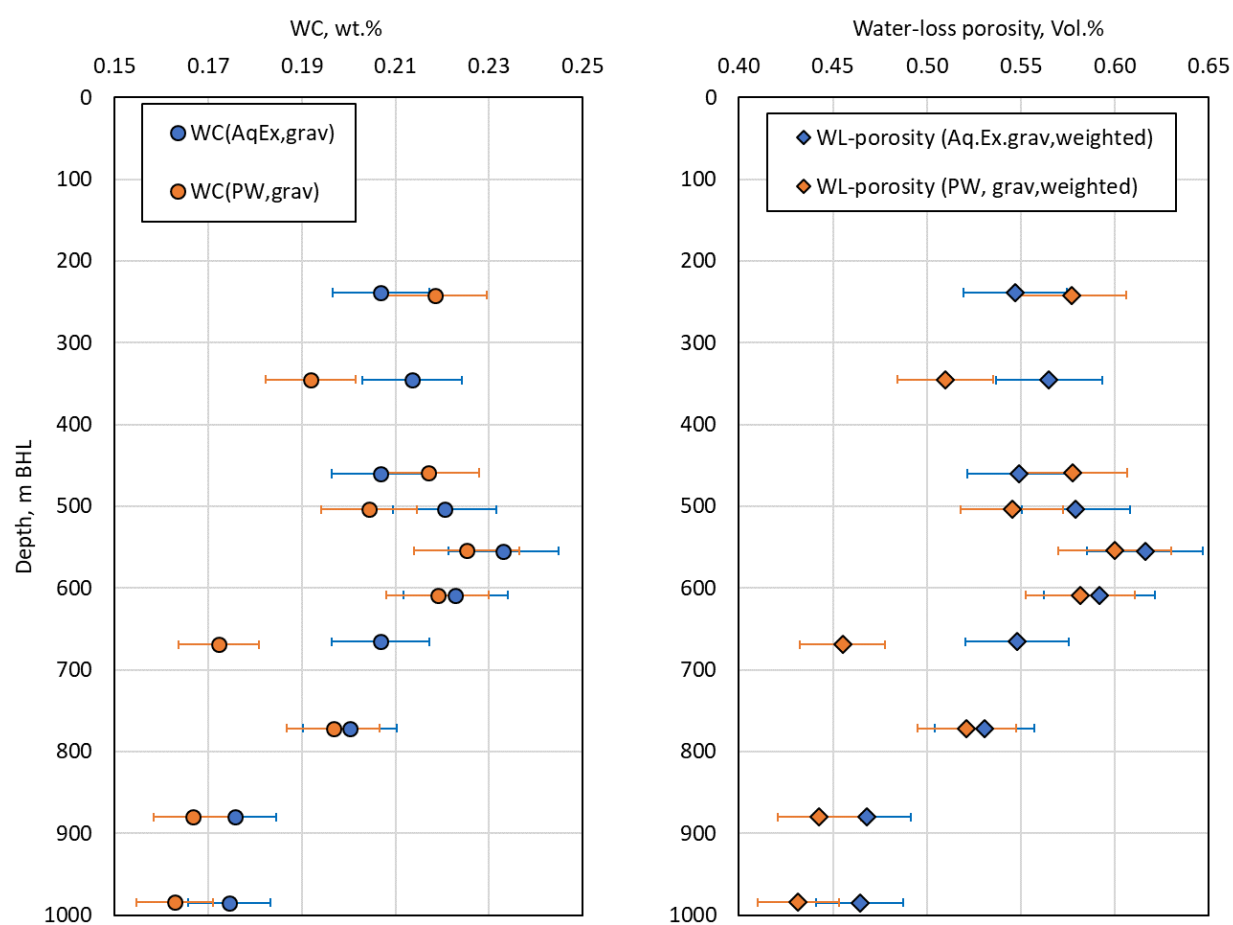 WC, wt.%
0.15 0.17 0.19 0.21 0.23 0.25
0
100
200
300
400
500
600
700
800
900
1000
Depth, m BHL
WC(AqEx,grav)
WC(PW,grav)
Water-loss porosity, Vol.%
0.40 0.45 0.50 0.55 0.60 0.65
0
100
200
300
400
500
600
700
800
900
1000
WL-porosity (Aq.Ex.grav,weighted)
WL-porosity (PW, grav,weighted)